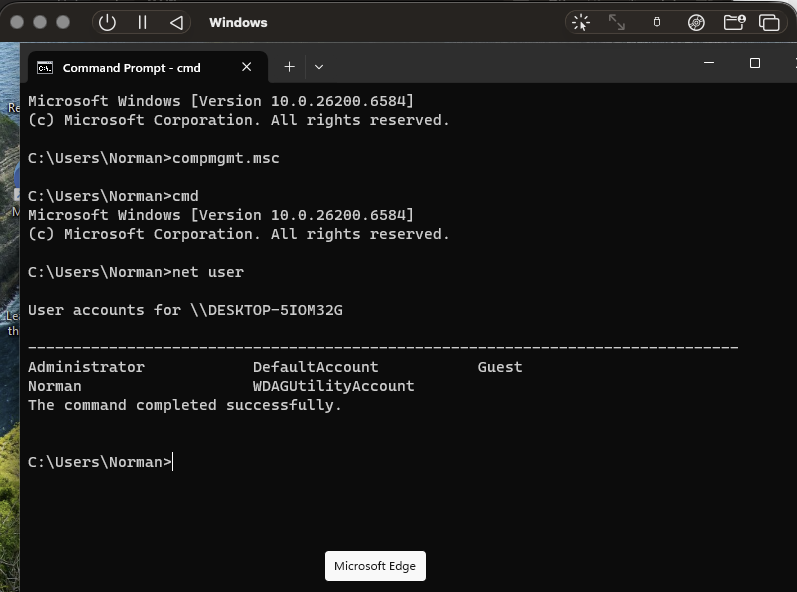 Windows
Command Prompt - cmd
Microsoft Windows [Version 10.0.26200.6584]
(c) Microsoft Corporation. All rights reserved.
C:\Users\Norman>compmgmt.msc
C:\Users\Norman>cmd
Microsoft Windows [Version 10.0.26200.6584]
(c) Microsoft Corporation. All rights reserved.
C:\Users\Norman>net user
User accounts for \\DESKTOP-5IOM32G
-------------------------------------------------------------------------------
Administrator            DefaultAccount           Guest
Norman                   WDAGUtilityAccount
The command completed successfully.
C:\Users\Norman>
Microsoft Edge